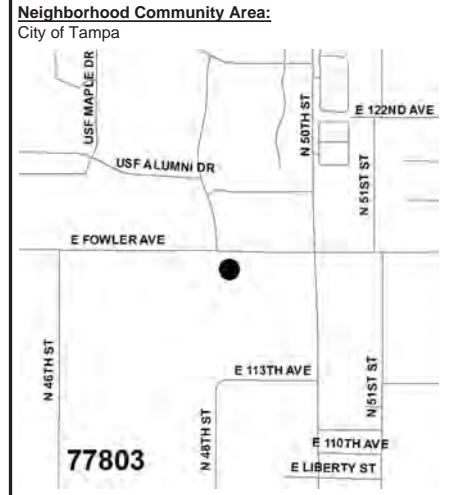 Neighborhood Community Area:
City of Tampa
USF MAPLE DR
N 50TH ST
E 122ND AVE
USF ALUMNI DR
N 51ST ST
E FOWLER AVE
N 46TH ST
E 113TH AVE
N 51ST ST
N 48TH ST
E 110TH AVE
77803
E LIBERTY ST